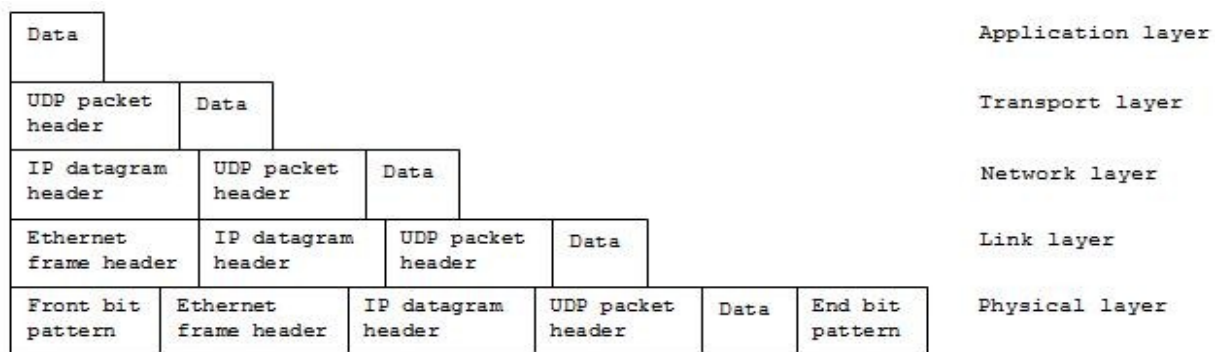 Data Application layer
UDP packet header Data Transport layer
IP datagram header UDP packet header Data Network layer
Ethernet frame header IP datagram header UDP packet header Data Link layer
Front bit pattern Ethernet frame header IP datagram header UDP packet header Data End bit pattern Physical layer